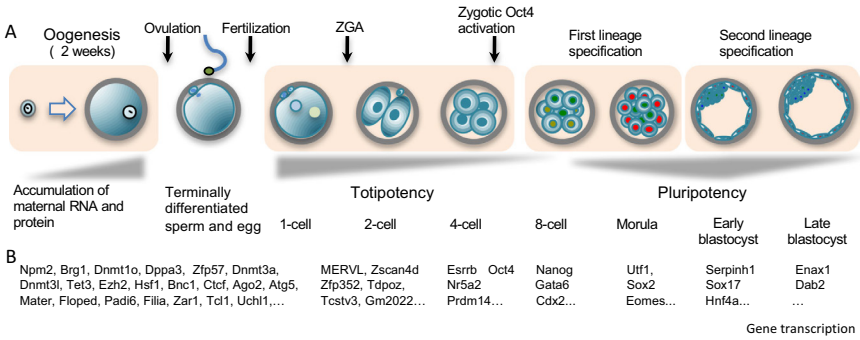 A
Oogenesis
( 2 weeks)
Ovulation
Fertilization
ZGA
Zygotic Oct4
activation
First lineage
specification
Second lineage
specification
Accumulation of
maternal RNA and
protein
Terminally
differentiated
sperm and egg
Totipotency
Pluripotency
1-cell
2-cell
4-cell
8-cell
Morula
Early
blastocyst
Late
blastocyst
B
Npm2, Brg1, Dnmt1o, Dppa3, Zfp57, Dnmt3a,
Dnmt3l, Tet3, Ezh2, Hsf1, Bnc1, Ctcf, Ago2, Atg5,
Mater, Floped, Padi6, Filia, Zar1, Tcl1, Uchl1,...
MERVL, Zscan4d
Zfp352, Tdpoz,
Tcstv3, Gm2022...
Esrrb Oct4
Nr5a2
Prdm14...
Nanog
Gata6
Cdx2...
Utf1,
Sox2
Eomes...
Serpinh1
Sox17
Hnf4a...
Enax1
Dab2
...
Gene transcription